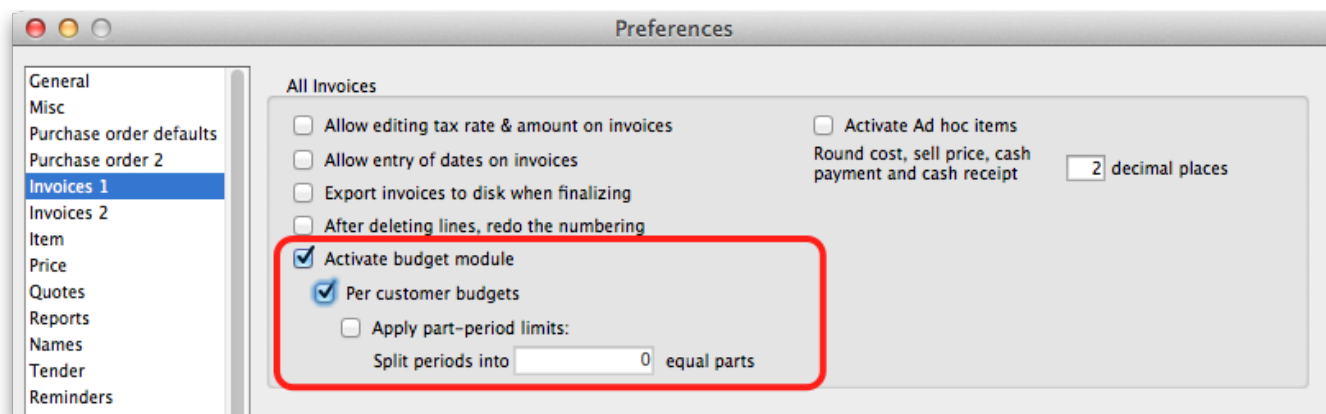 Preferences
General
Misc
Purchase order defaults
Purchase order 2
Invoices 1
Invoices 2
Item
Price
Quotes
Reports
Names
Tender
Reminders
All Invoices
Allow editing tax rate & amount on invoices
Allow entry of dates on invoices
Export invoices to disk when finalizing
After deleting lines, redo the numbering
Activate budget module
Per customer budgets
Apply part-period limits:
Split periods into 0 equal parts
Activate Ad hoc items
Round cost, sell price, cash
payment and cash receipt 2 decimal places